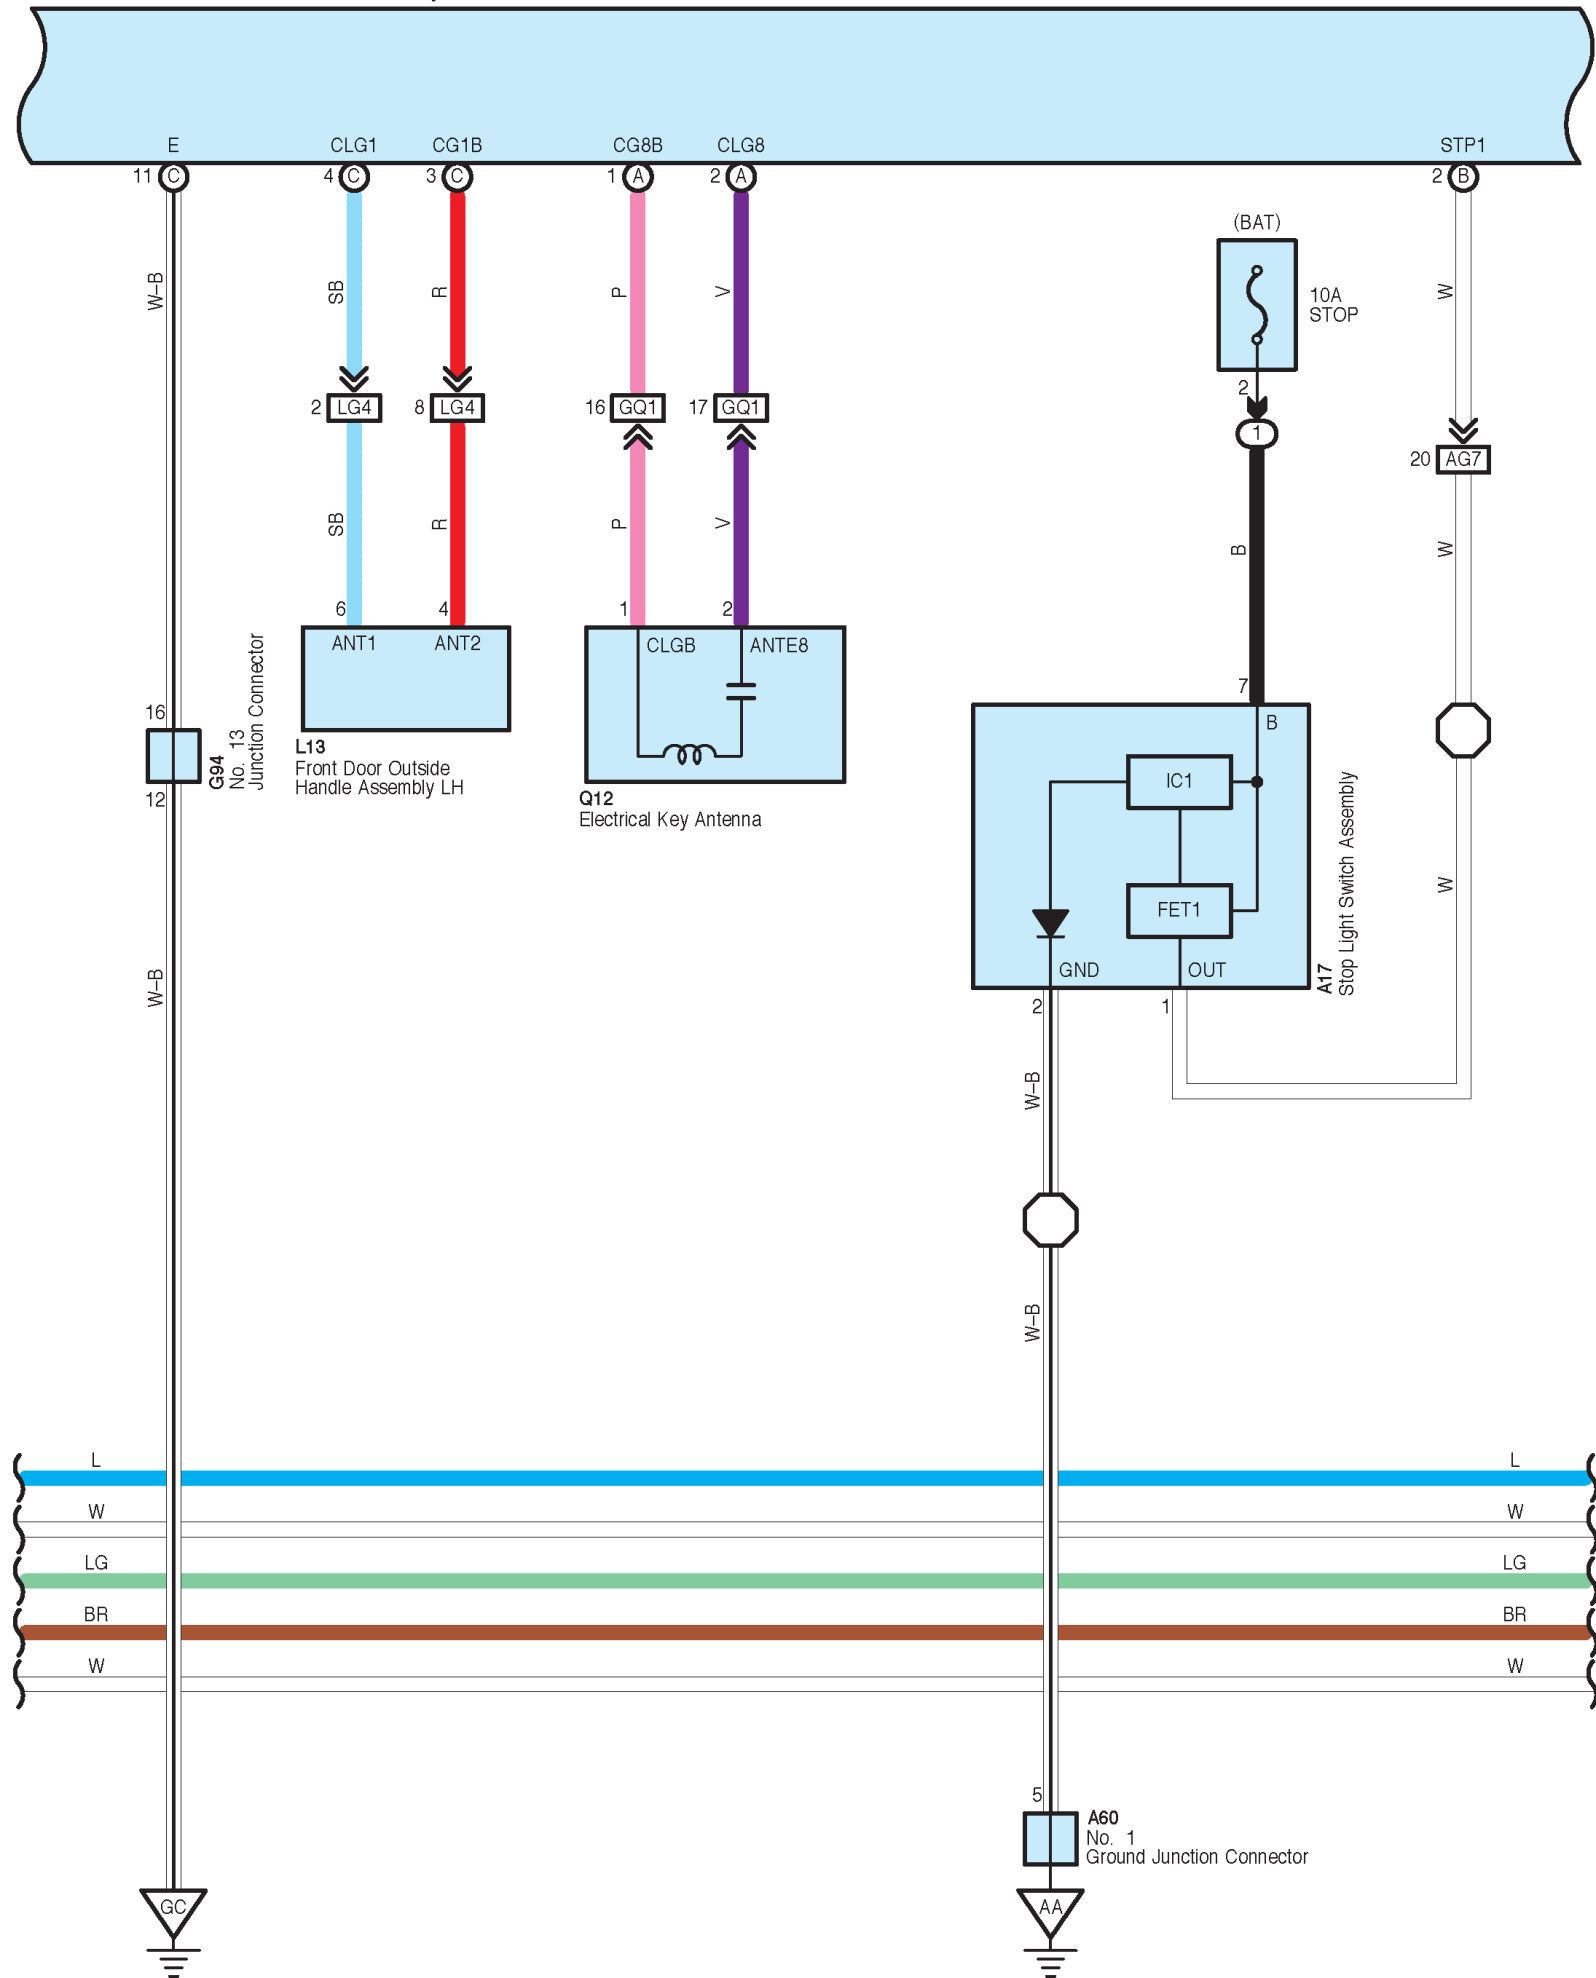 E CLG1 CG1B CG8B CLG8 STP1
11 C 4 C 3 C 1 A 2 A 2 B
(BAT)
W–B SB R P V W
10A
STOP
2
2 LG4 8 LG4 16 GQ1 17 GQ1
1
20 AG7
SB R P V B W
6 4 1 2
ANT1 ANT2 CLGB ANTE8
7
B
16
12
G94
No. 13
Junction Connector
L13
Front Door Outside
Handle Assembly LH
Q12
Electrical Key Antenna
IC1
FET1
GND OUT
A17
Stop Light Switch Assembly
W
W–B
2 1
W–B
W–B
L L
W W
LG LG
BR BR
W W
5
A60
No. 1
Ground Junction Connector
GC AA